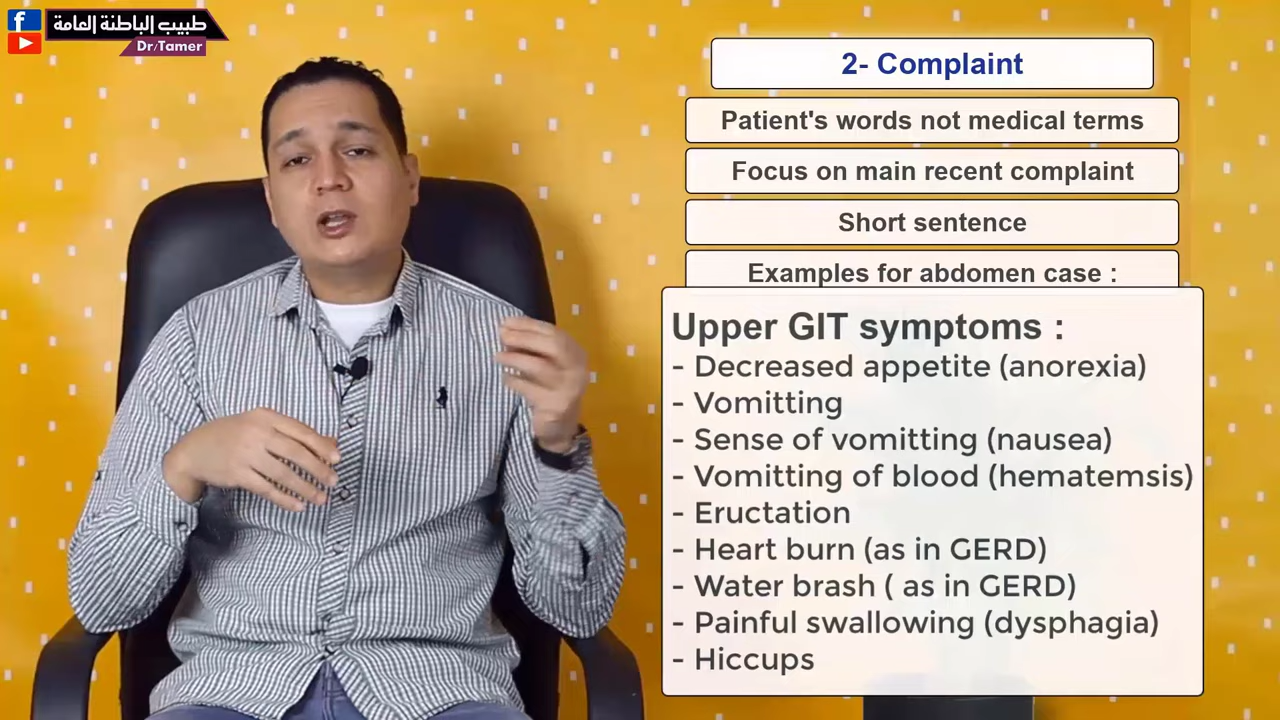 طبيب الباطنة العامة
Dr/Tamer
2- Complaint
Patient's words not medical terms
Focus on main recent complaint
Short sentence
Examples for abdomen case :
Upper GIT symptoms :
- Decreased appetite (anorexia)
- Vomitting
- Sense of vomitting (nausea)
- Vomitting of blood (hematemsis)
- Eructation
- Heart burn (as in GERD)
- Water brash ( as in GERD)
- Painful swallowing (dysphagia)
- Hiccups